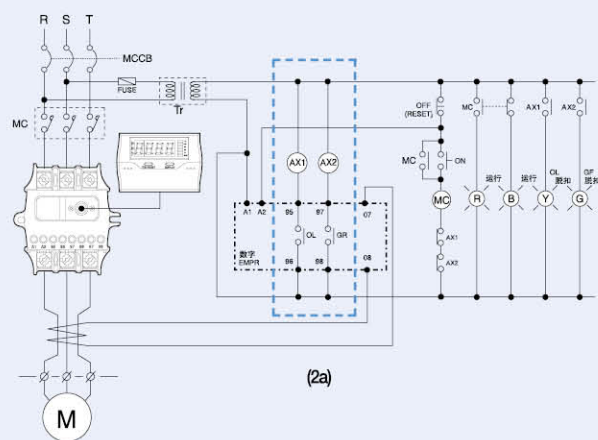 R S T
MCCB
FUSE
Tr
MC
OFF
(RESET)
MC
ON
MC
AX1
AX2
MC
AX1
AX2
运行
运行
OL
脱扣
GF
脱扣
R
B
Y
G
AX1
AX2
A1 A2 95 97 07
OL
GR
数字
EMPR
96 98 08
(2a)
M